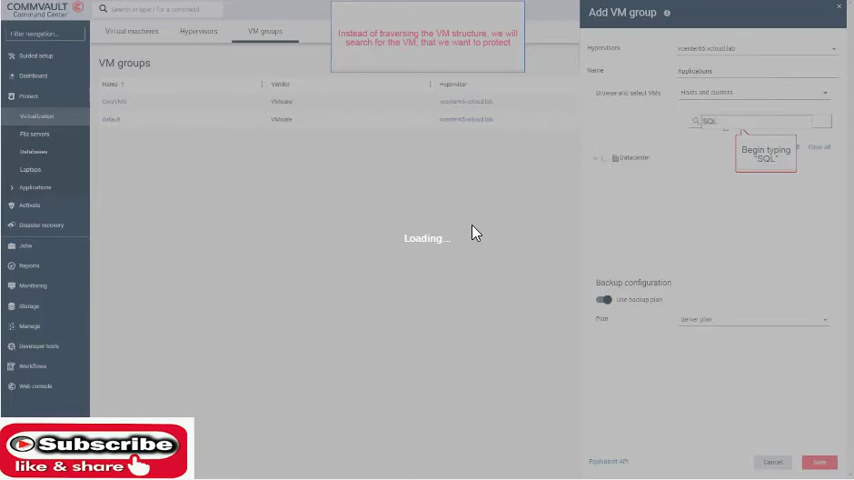 COMMVAULT
Command Center
Search or type / for a command
Filter navigation...
Guided setup
Dashboard
Protect
Virtualization
File servers
Databases
Laptops
Applications
Activate
Disaster recovery
Jobs
Reports
Monitoring
Storage
Manage
Developer tools
Workflows
Web console
Virtual machines
Hypervisors
VM groups
VM groups
Name
Vendor
Hypervisor
VMware
vcenter65.vcloud.lab
default
VMware
vcenter65.vcloud.lab
Instead of traversing the VM structure, we will
search for the VM, that we want to protect
Loading...
Add VM group
Hypervisors
vcenter65.vcloud.lab
Name
Applications
Browse and select VMs
Hosts and clusters
SQL
Begin typing
"SQL"
Clear all
Datacenter
Backup configuration
Use backup plan
Plan
Server plan
Equivalent API
Cancel
Save
Subscribe
like & share